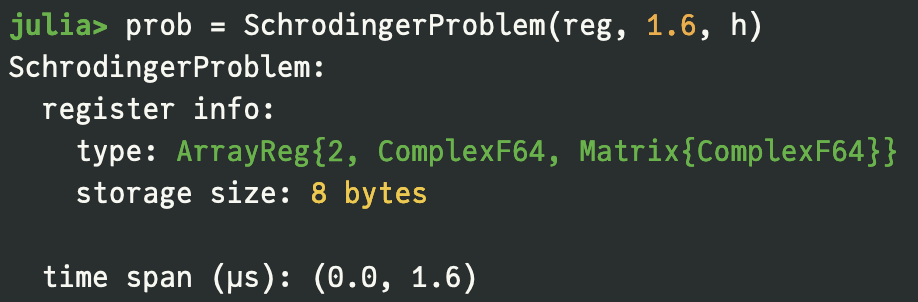 julia> prob = SchrodingerProblem(reg, 1.6, h)
SchrodingerProblem:
  register info:
    type: ArrayReg{2, ComplexF64, Matrix{ComplexF64}}
    storage size: 8 bytes

  time span (μs): (0.0, 1.6)